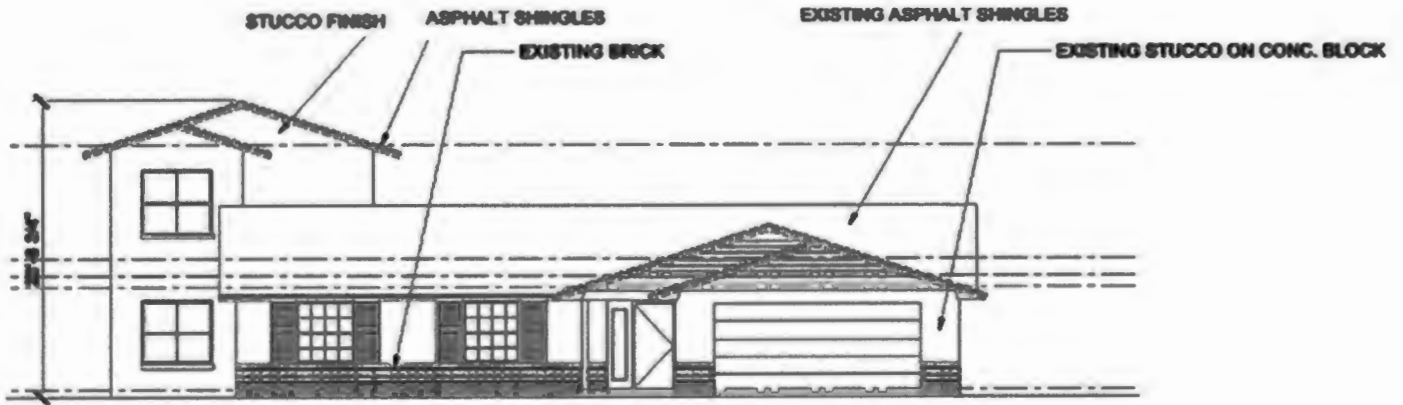 STUCCO FINISH
ASPHALT SHINGLES
EXISTING ASPHALT SHINGLES
EXISTING BRICK
EXISTING STUCCO ON CONC. BLOCK